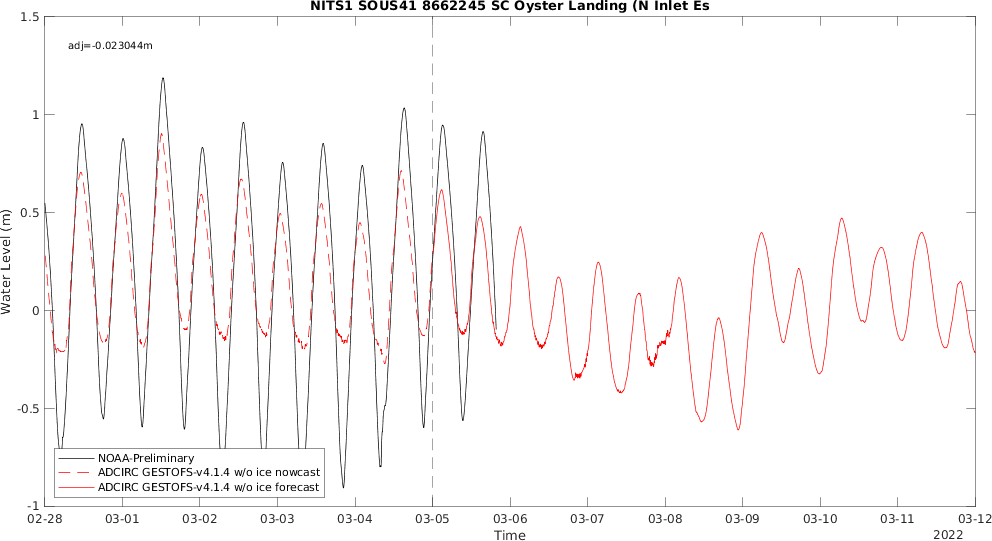 NITS1 SOUS41 8662245 SC Oyster Landing (N Inlet Es
adj=-0.023044m
Water Level (m)
1.5
1
0.5
0
-0.5
-1
NOAA-Preliminary
ADCIRC GESTOFS-v4.1.4 w/o ice nowcast
ADCIRC GESTOFS-v4.1.4 w/o ice forecast
02-28 03-01 03-02 03-03 03-04 03-05 03-06 03-07 03-08 03-09 03-10 03-11 03-12
Time
2022